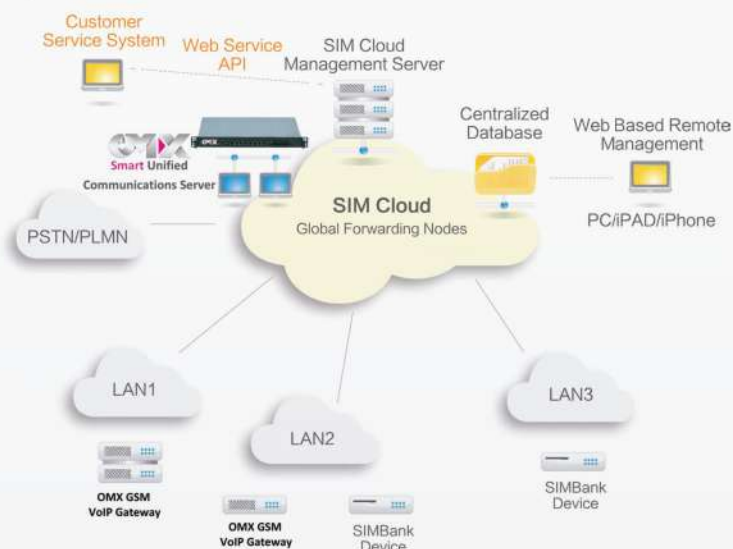 Customer
Service System
Web Service
API
SIM Cloud
Management Server
Centralized
Database
Web Based Remote
Management
OMX
Smart Unified
Communications Server
OMX
SIM Cloud
Global Forwarding Nodes
PC/iPAD/iPhone
PSTN/PLMN
LAN1
LAN2
LAN3
OMX GSM
VoIP Gateway
OMX GSM
VoIP Gateway
SIMBank
Device
SIMBank
Device